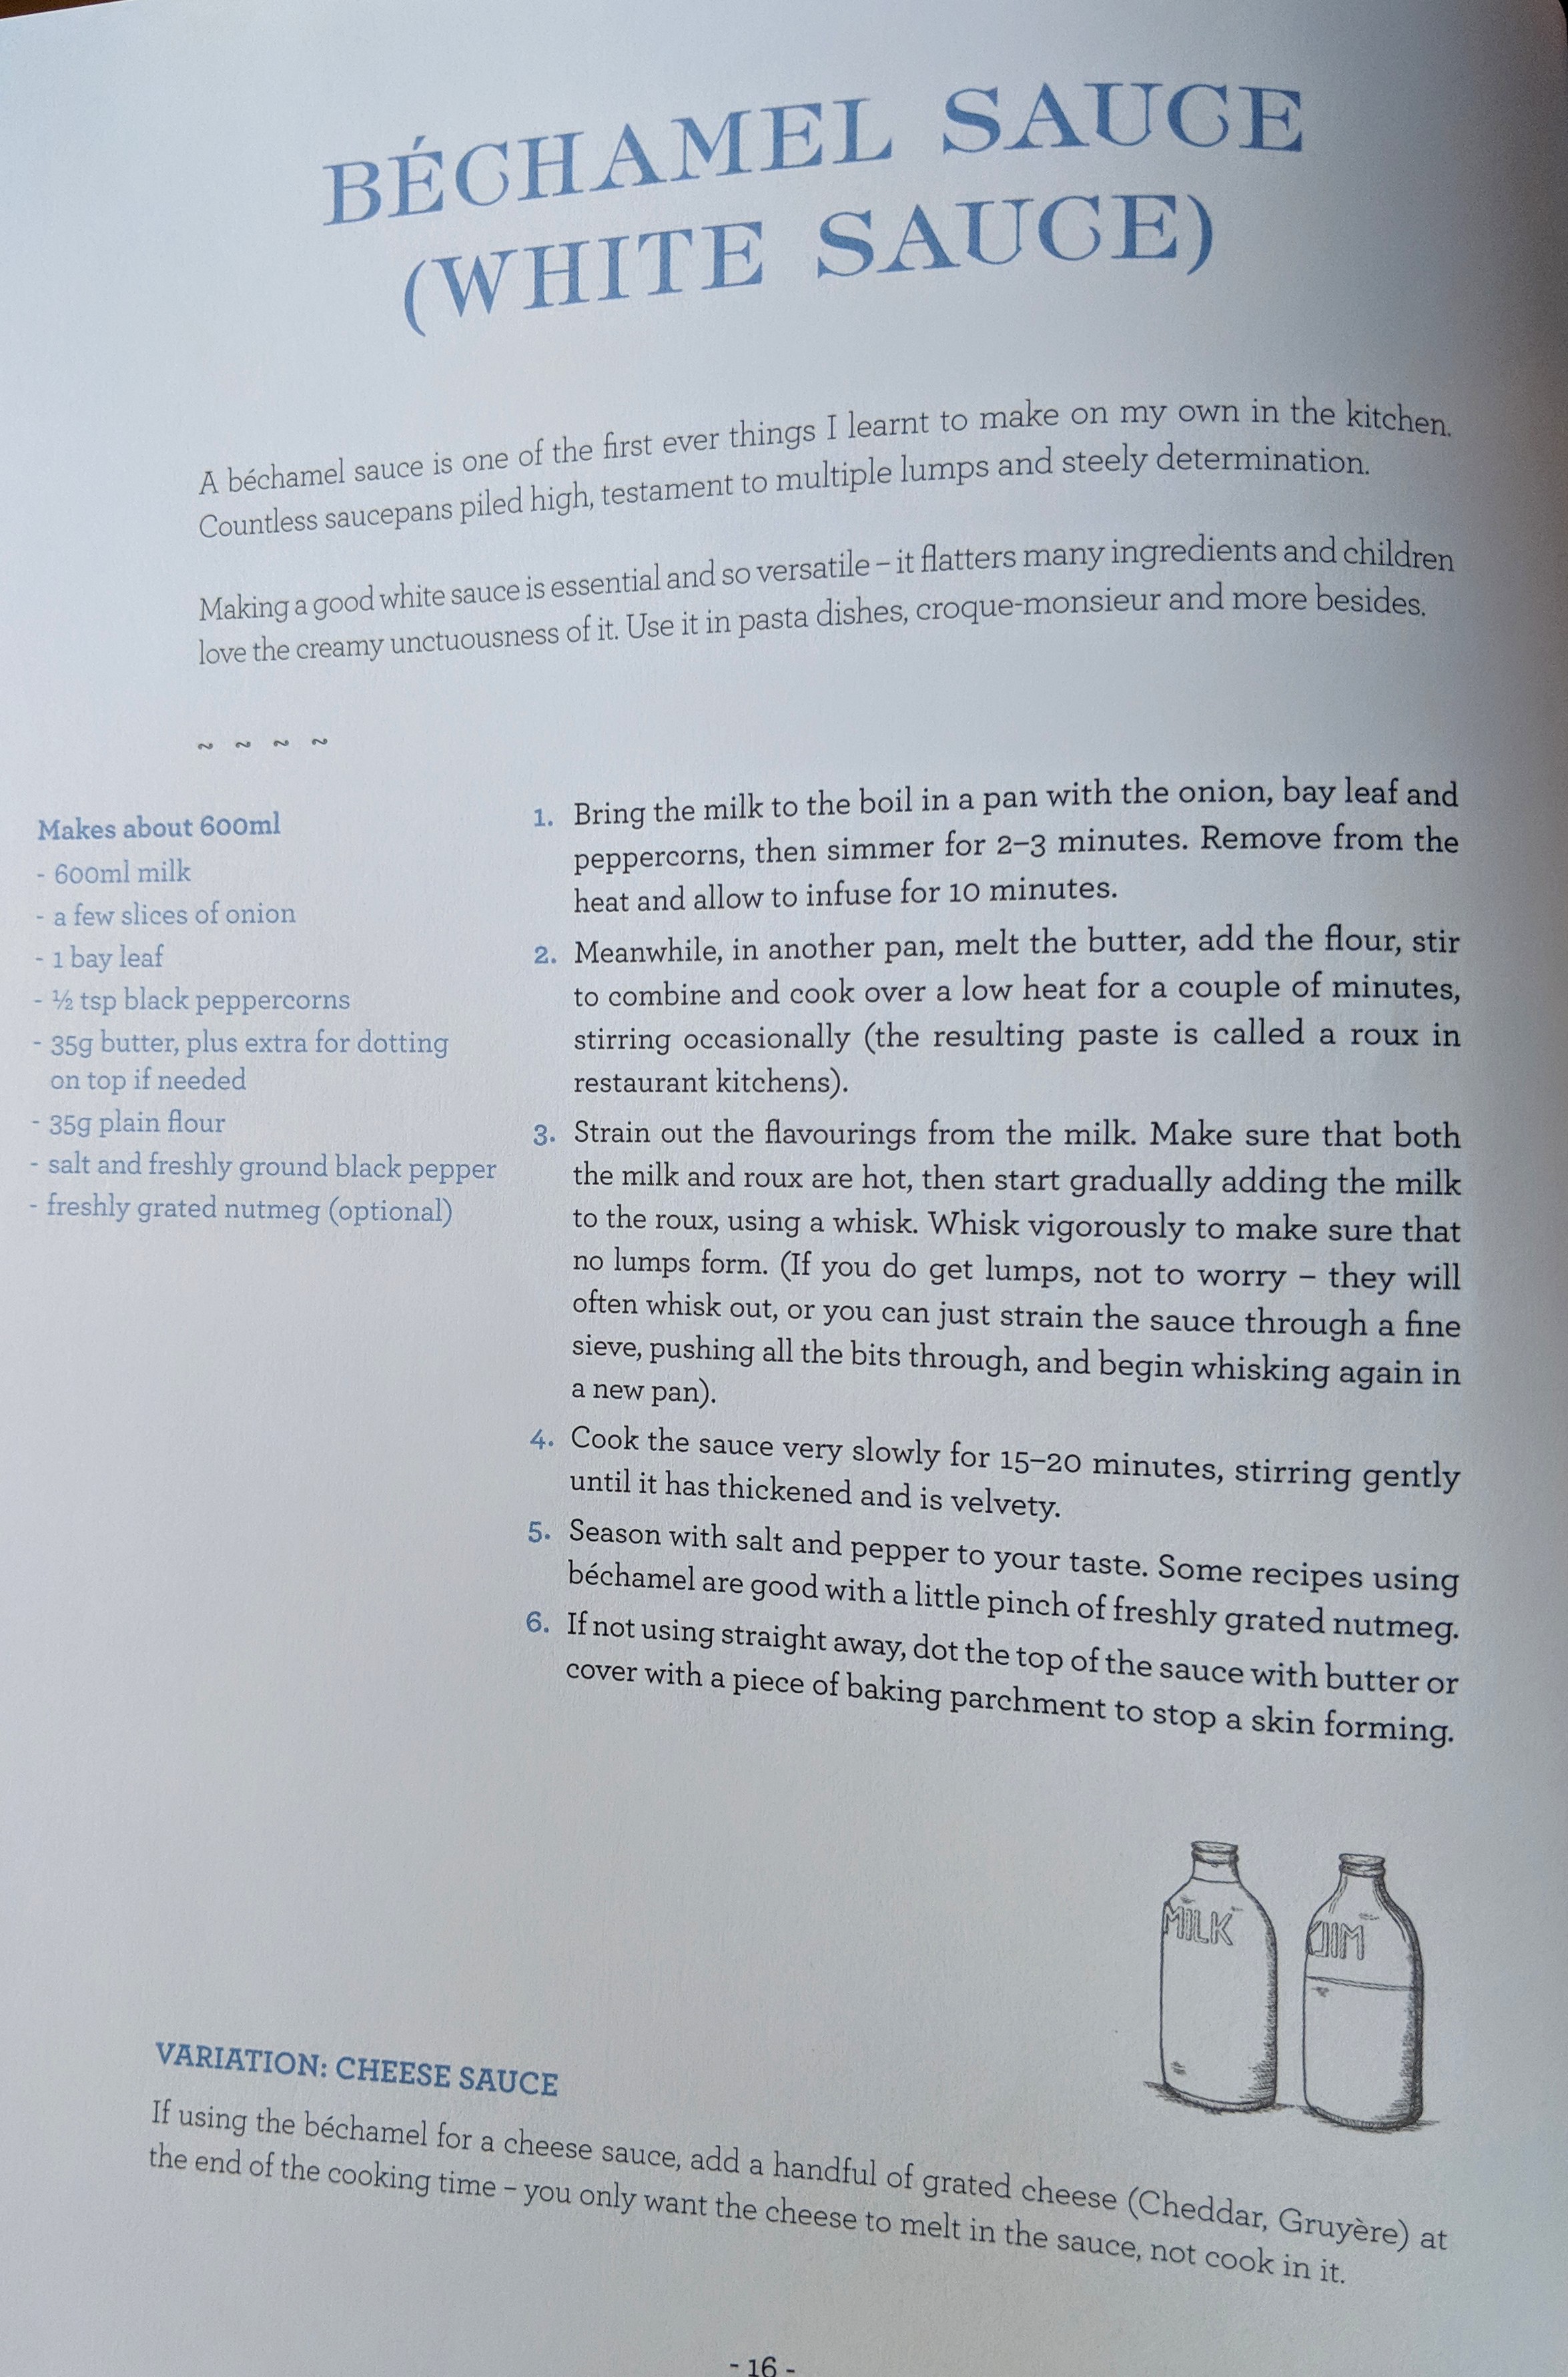 BÉCHAMEL SAUCE
(WHITE SAUCE)
A béchamel sauce is one of the first ever things I learnt to make on my own in the kitchen.
Countless saucepans piled high, testament to multiple lumps and steely determination.
Making a good white sauce is essential and so versatile – it flatters many ingredients and children
love the creamy unctuousness of it. Use it in pasta dishes, croque-monsieur and more besides.
~ ~ ~ ~
Makes about 600ml
- 600ml milk
- a few slices of onion
- 1 bay leaf
- ½ tsp black peppercorns
- 35g butter, plus extra for dotting
on top if needed
- 35g plain flour
- salt and freshly ground black pepper
- freshly grated nutmeg (optional)
1. Bring the milk to the boil in a pan with the onion, bay leaf and
peppercorns, then simmer for 2–3 minutes. Remove from the
heat and allow to infuse for 10 minutes.
2. Meanwhile, in another pan, melt the butter, add the flour, stir
to combine and cook over a low heat for a couple of minutes,
stirring occasionally (the resulting paste is called a roux in
restaurant kitchens).
3. Strain out the flavourings from the milk. Make sure that both
the milk and roux are hot, then start gradually adding the milk
to the roux, using a whisk. Whisk vigorously to make sure that
no lumps form. (If you do get lumps, not to worry – they will
often whisk out, or you can just strain the sauce through a fine
sieve, pushing all the bits through, and begin whisking again in
a new pan).
4. Cook the sauce very slowly for 15–20 minutes, stirring gently
until it has thickened and is velvety.
5. Season with salt and pepper to your taste. Some recipes using
béchamel are good with a little pinch of freshly grated nutmeg.
6. If not using straight away, dot the top of the sauce with butter or
cover with a piece of baking parchment to stop a skin forming.
MILK
VARIATION: CHEESE SAUCE
If using the béchamel for a cheese sauce, add a handful of grated cheese (Cheddar, Gruyère) at
the end of the cooking time – you only want the cheese to melt in the sauce, not cook in it.
- 16 -